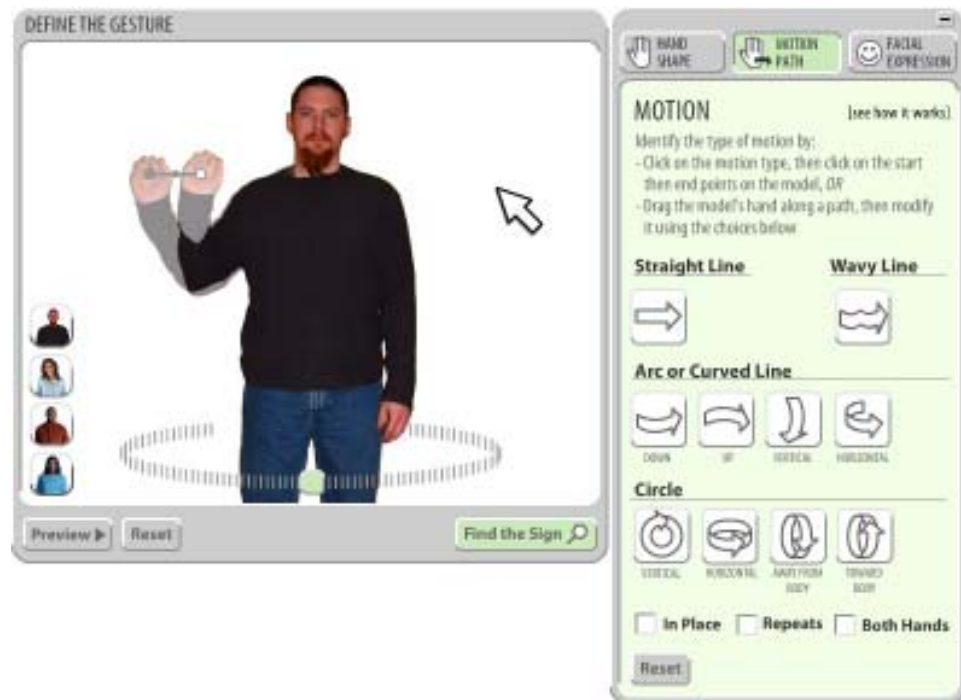 DEFINE THE GESTURE
Preview
Reset
Find the Sign
HAND
SHAPE
MOTION
PATH
FACIAL
EXPRESSION
MOTION
[see how it works]
Identify the type of motion by:
- Click on the motion type, then click on the start
then end points on the model, OR
- Drag the model's hand along a path, then modify
it using the choices below
Straight Line
Wavy Line
Arc or Curved Line
DOWN
UP
VERTICAL
HORIZONTAL
Circle
VERTICAL
HORIZONTAL
AWAY FROM
BODY
TOWARD
BODY
In Place
Repeats
Both Hands
Reset